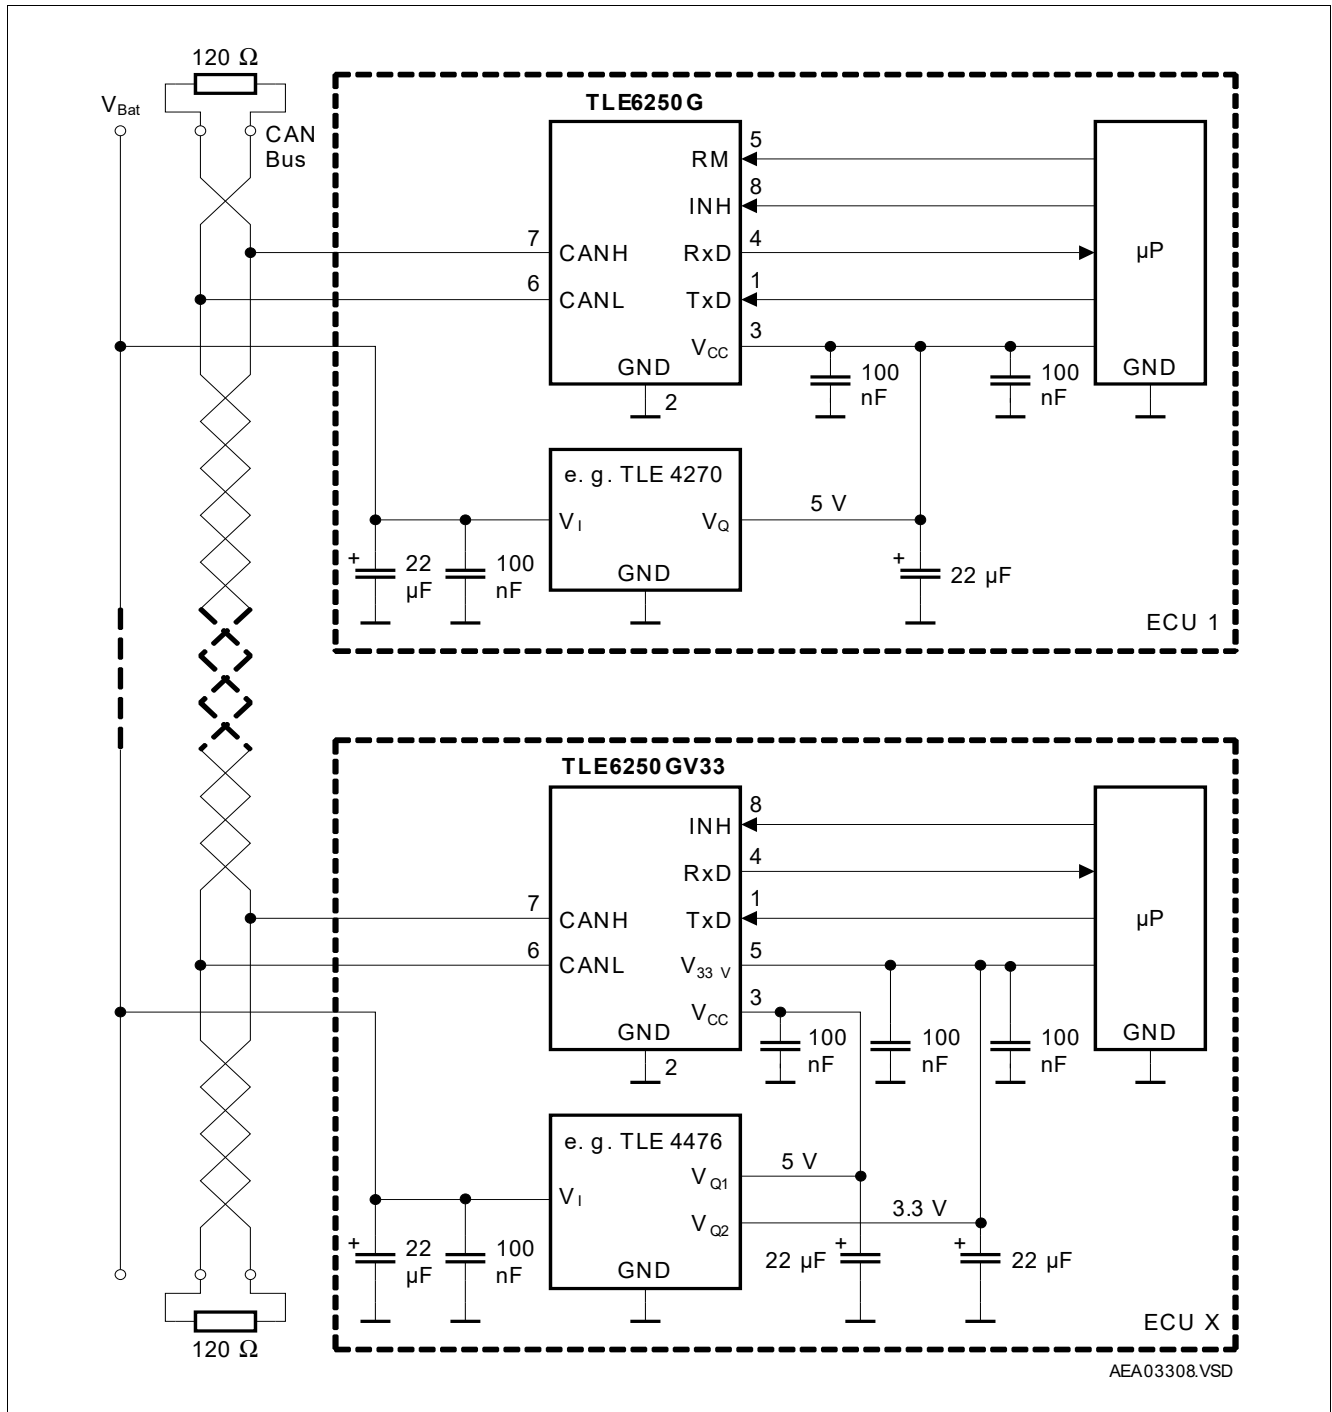 120 Ω
V_Bat
CAN
Bus
TLE6250G
RM
5
INH
8
7
CANH
RxD
4
µP
6
CANL
TxD
1
V_CC
3
GND
2
100
nF
100
nF
GND
e. g. TLE 4270
V_I
V_Q
5 V
GND
+
22
µF
100
nF
+
22 µF
ECU 1
TLE6250GV33
INH
8
RxD
4
7
CANH
TxD
1
µP
6
CANL
V_33 V
5
V_CC
3
GND
2
100
nF
100
nF
100
nF
GND
e. g. TLE 4476
V_Q1
5 V
V_I
V_Q2
3.3 V
GND
+
22
µF
100
nF
22 µF
+
+
22 µF
ECU X
120 Ω
AEA03308.VSD